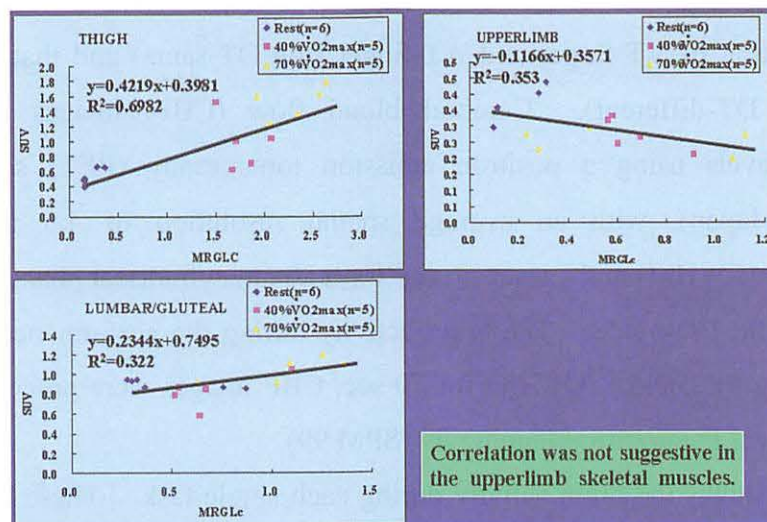 THIGH
Rest(n=6)
40%VO2max(n=5)
70%VO2max(n=5)
y=0.4219x+0.3981
R²=0.6982
SUV
2.0
1.8
1.6
1.4
1.2
1.0
0.8
0.6
0.4
0.2
0.0
0.0 1.0 2.0 3.0
MRGLC
UPPERLIMB
Rest(n=6)
40%VO2max(n=5)
70%VO2max(n=5)
y=-0.1166x+0.3571
R²=0.353
SUV
0.0 0.2 0.4 0.6 0.8 1.0 1.2
MRGLc
LUMBAR/GLUTEAL
Rest(n=6)
40%VO2max(n=5)
70%VO2max(n=5)
y=0.2344x+0.7495
R²=0.322
SUV
1.4
1.2
1.0
0.8
0.6
0.4
0.2
0.0
0.0 0.5 1.0 1.5
MRGLc
Correlation was not suggestive in
the upperlimb skeletal muscles.